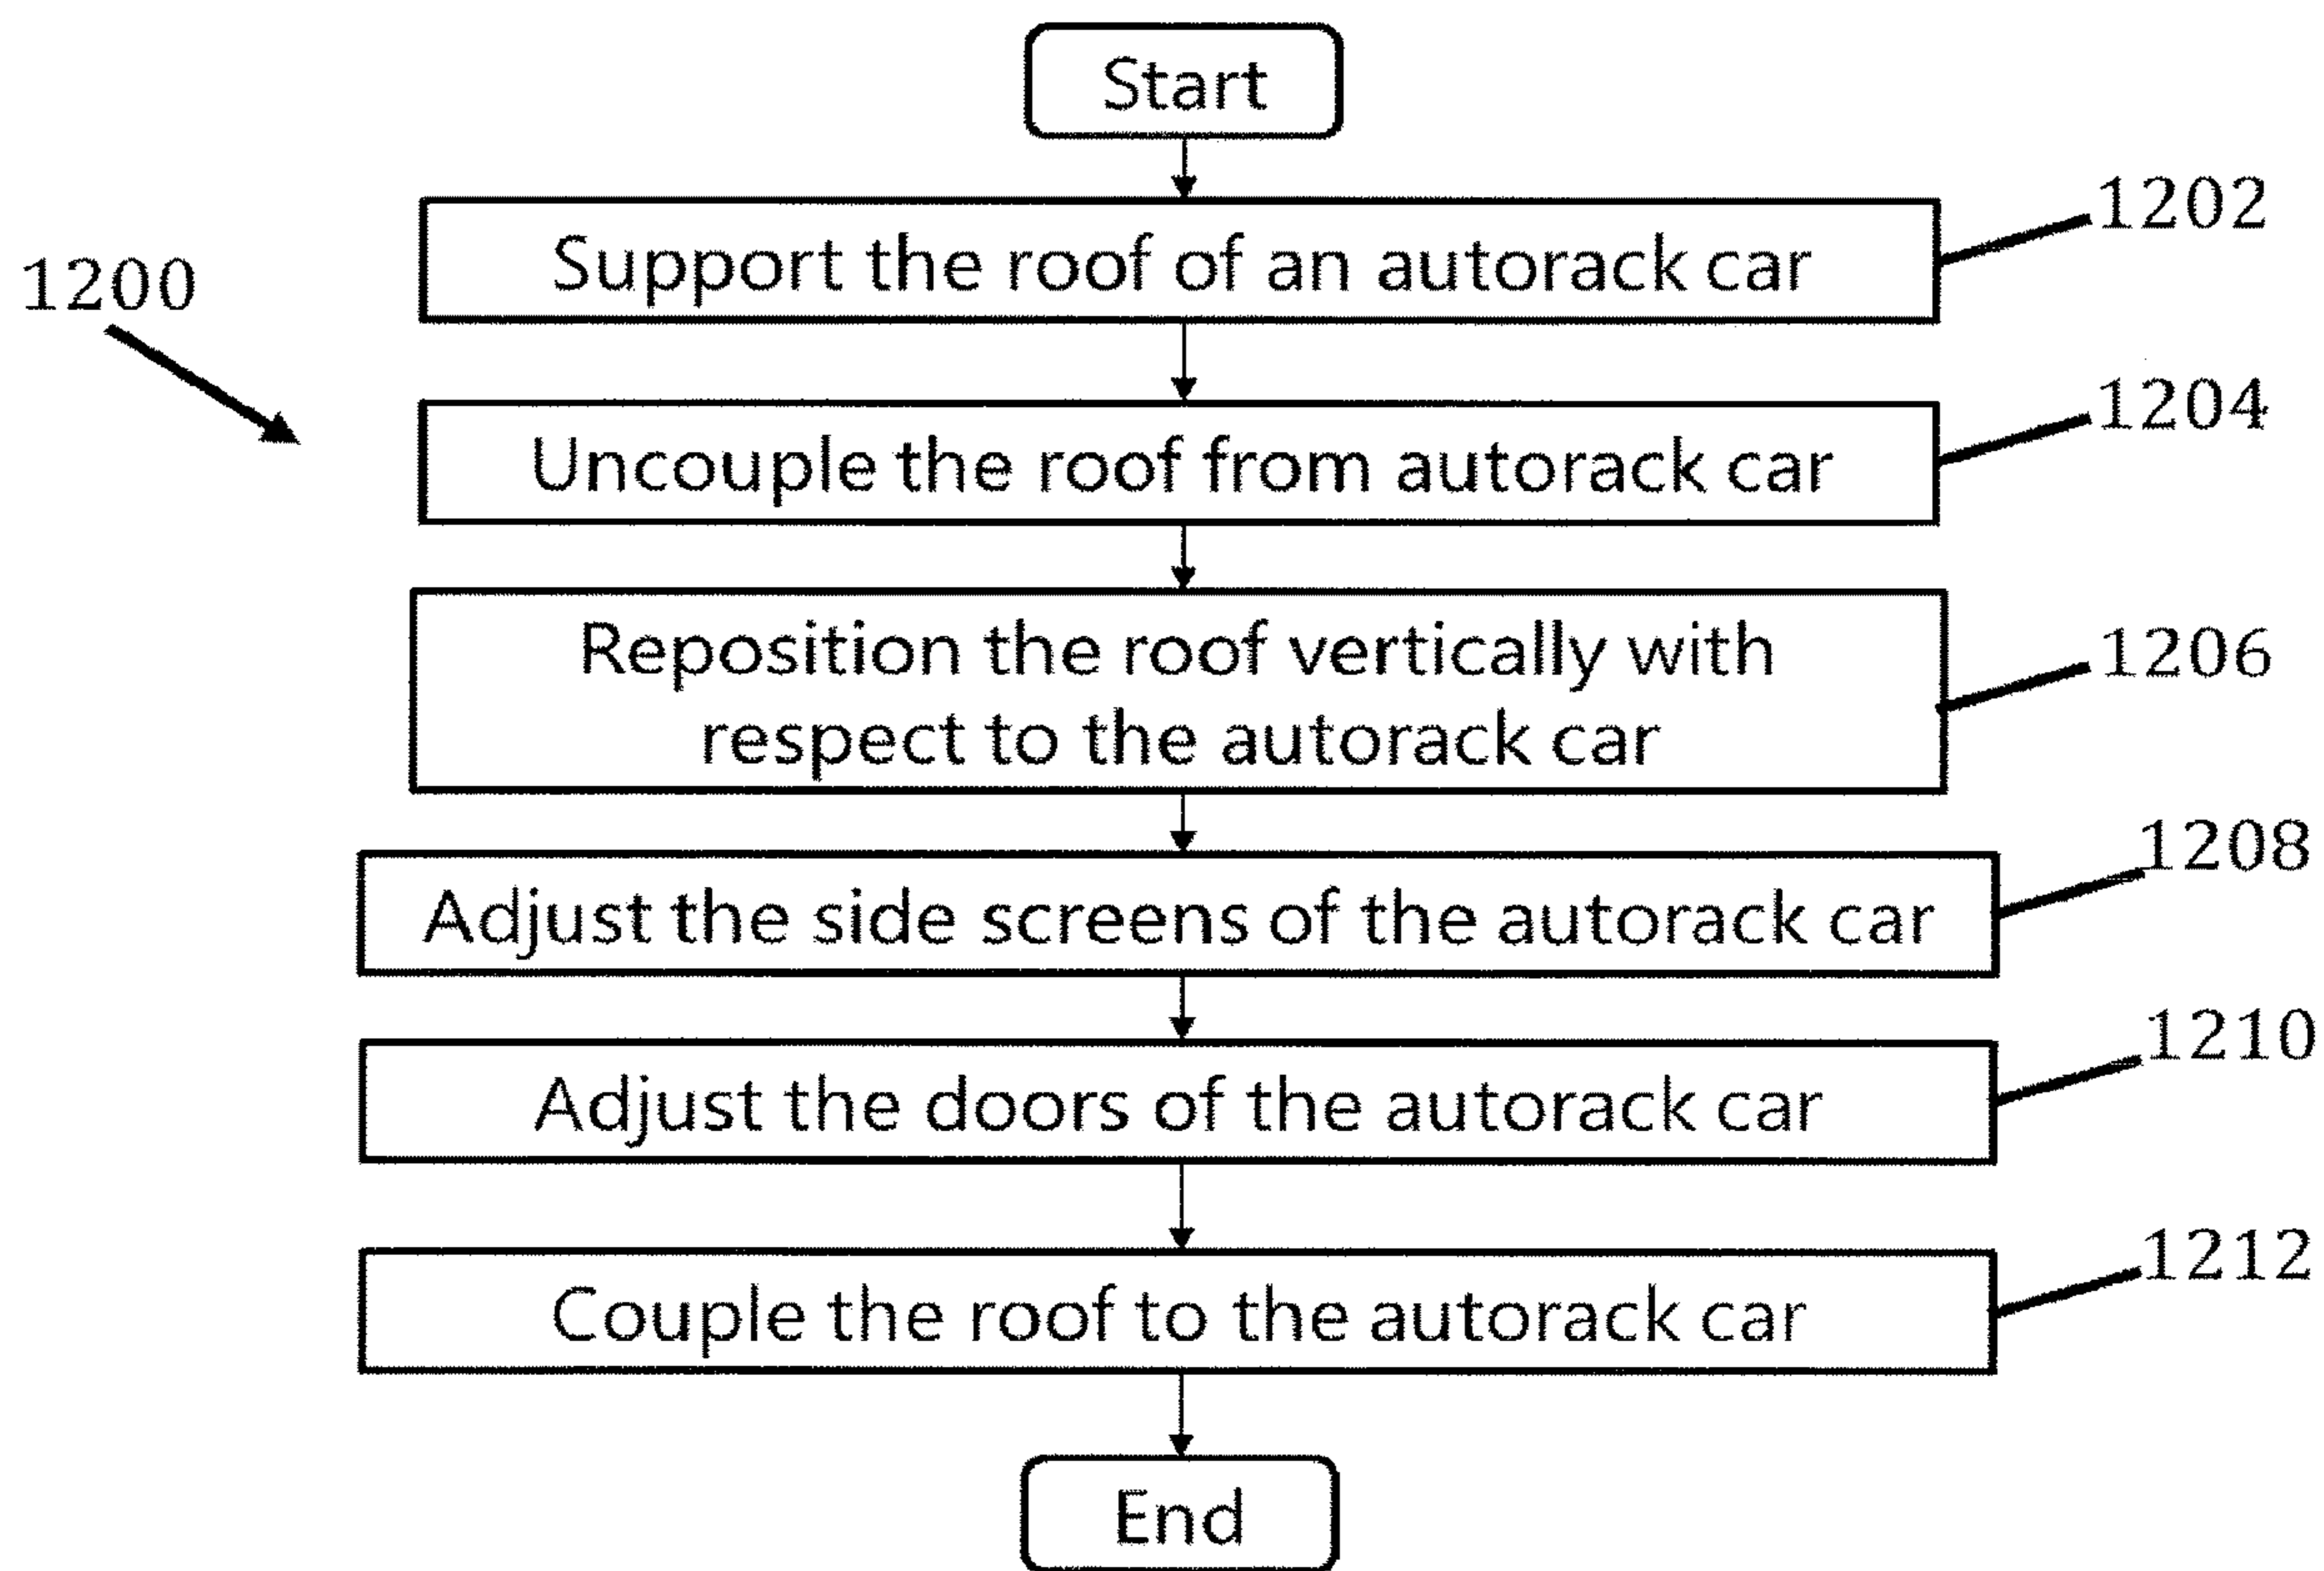 Start
Support the roof of an autorack car
1202
1200
Uncouple the roof from autorack car
1204
Reposition the roof vertically with
respect to the autorack car
1206
Adjust the side screens of the autorack car
1208
Adjust the doors of the autorack car
1210
Couple the roof to the autorack car
1212
End